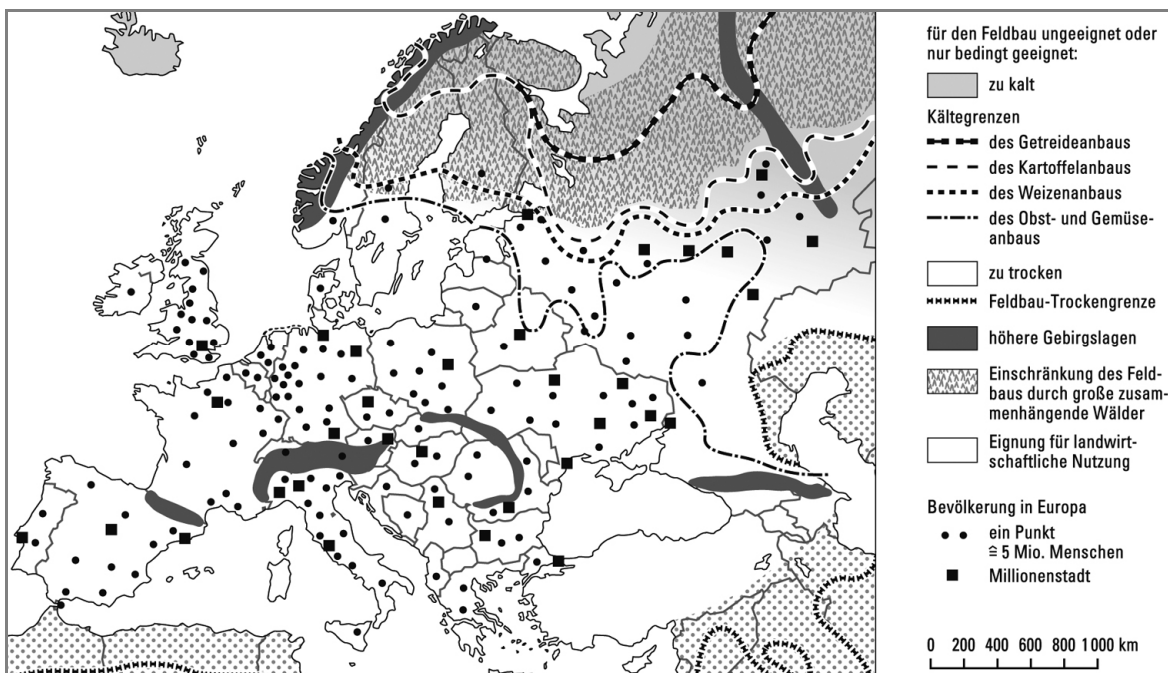 für den Feldbau ungeeignet oder
nur bedingt geeignet:
zu kalt
Kältegrenzen
des Getreideanbaus
des Kartoffelanbaus
des Weizenanbaus
des Obst- und Gemüse-
anbaus
zu trocken
Feldbau-Trockengrenze
höhere Gebirgslagen
Einschränkung des Feld-
baus durch große zusam-
menhängende Wälder
Eignung für landwirt-
schaftliche Nutzung
Bevölkerung in Europa
ein Punkt
≙ 5 Mio. Menschen
Millionenstadt
0 200 400 600 800 1000 km